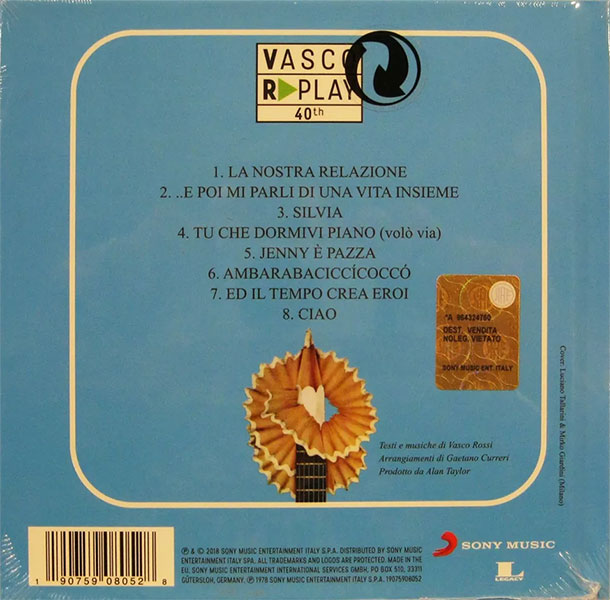 VASCO
R PLAY
40th
1. LA NOSTRA RELAZIONE
2. ..E POI MI PARLI DI UNA VITA INSIEME
3. SILVIA
4. TU CHE DORMIVI PIANO (volò via)
5. JENNY È PAZZA
6. AMBARABACICCÍCOCCÓ
7. ED IL TEMPO CREA EROI
8. CIAO
*A 964324760
DEST. VENDITA
NOLEG. VIETATO
SONY MUSIC ENT. ITALY
Cover: Luciano Tallarini & Mirko Giardini (Milano)
Testi e musiche di Vasco Rossi
Arrangiamenti di Gaetano Curreri
Prodotto da Alan Taylor
1 90759 08052 8
℗ & © 2018 SONY MUSIC ENTERTAINMENT ITALY S.P.A. DISTRIBUTED BY SONY MUSIC
ENTERTAINMENT ITALY SPA. ALL TRADEMARKS AND LOGOS ARE PROTECTED. MADE IN THE
EU. SONY MUSIC ENTERTAINMENT INTERNATIONAL SERVICES GMBH, PO BOX 510, 33311
GÜTERSLOH, GERMANY. ℗ 1978 SONY MUSIC ENTERTAINMENT ITALY S.P.A. 19075908052
SONY MUSIC
L
LEGACY